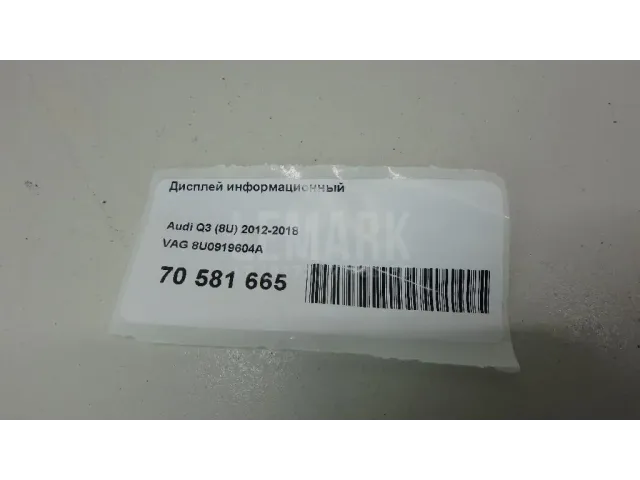 Дисплей информационный
Audi Q3 (8U) 2012-2018
VAG 8U0919604A
70 581 665